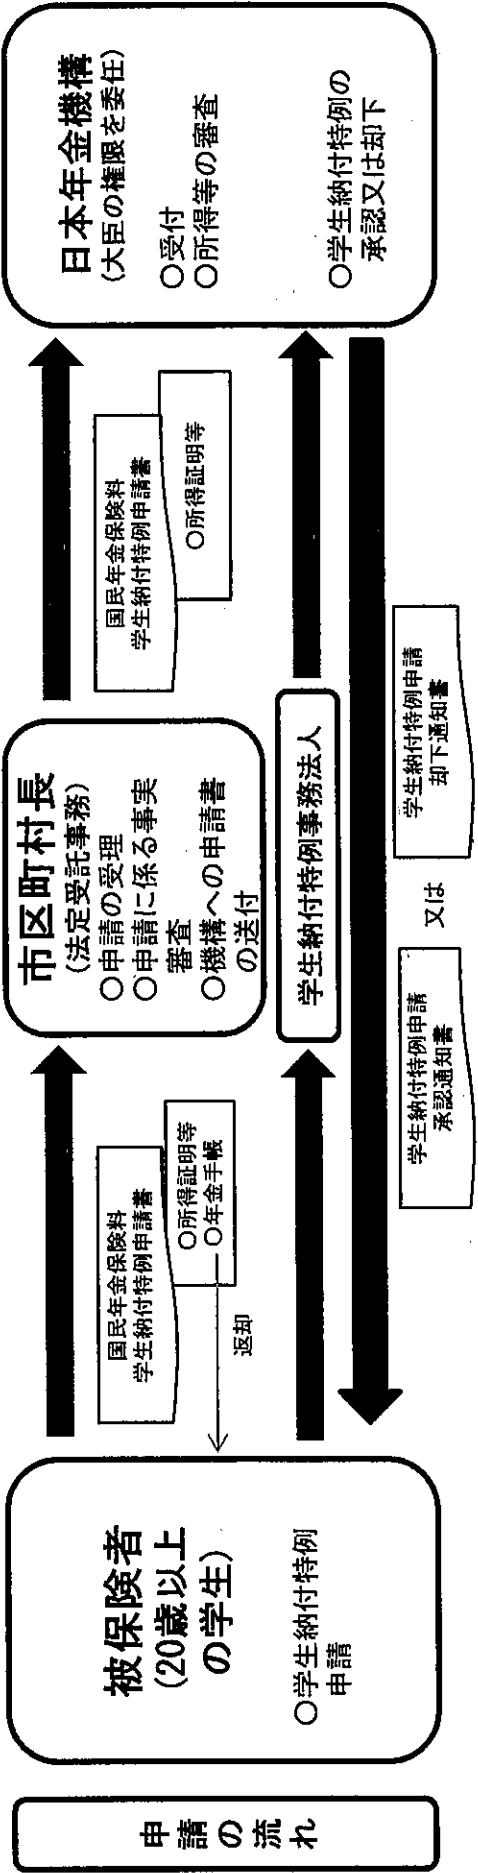 申請の流れ
被保険者
(20歳以上
の学生)
○学生納付特例
申請
国民年金保険料
学生納付特例申請書
○所得証明等
○年金手帳
返却
市区町村長
(法定受託事務)
○申請の受理
○申請に係る事実
審査
○機構への申請書
の送付
学生納付特例事務法人
国民年金保険料
学生納付特例申請書
○所得証明等
日本年金機構
(大臣の権限を委任)
○受付
○所得等の審査
○学生納付特例の
承認又は却下
学生納付特例申請
承認通知書
又は
学生納付特例申請
却下通知書